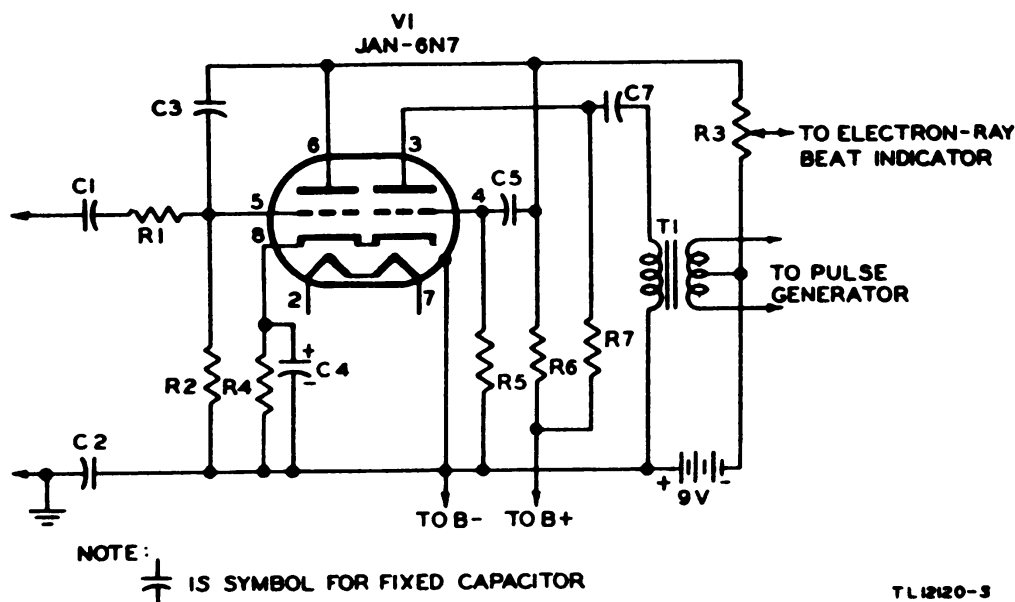 V1
JAN-6N7
C3
C7
R3
TO ELECTRON-RAY
BEAT INDICATOR
6
3
C1
R1
5
8
4
C5
T1
TO PULSE
GENERATOR
2
7
R2
R4
+
C4
-
R5
R6
R7
C2
+
-
9V
TO B-
TO B+
NOTE:
IS SYMBOL FOR FIXED CAPACITOR
TL12120-S